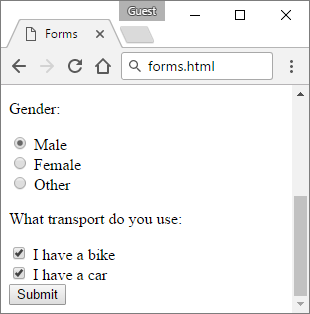 Guest
Forms
forms.html
Gender:
Male
Female
Other
What transport do you use:
I have a bike
I have a car
Submit